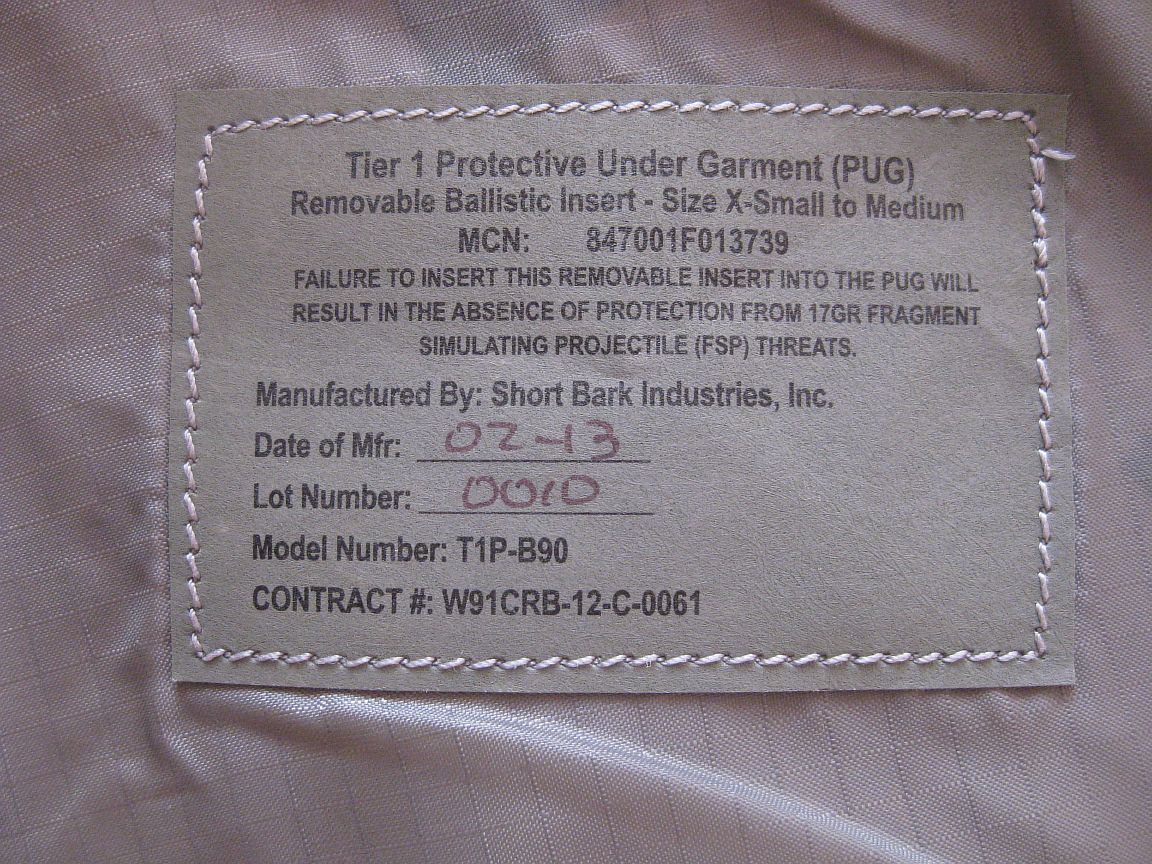 Tier 1 Protective Under Garment (PUG)
Removable Ballistic Insert - Size X-Small to Medium
MCN: 847001F013739
FAILURE TO INSERT THIS REMOVABLE INSERT INTO THE PUG WILL
RESULT IN THE ABSENCE OF PROTECTION FROM 17GR FRAGMENT
SIMULATING PROJECTILE (FSP) THREATS.
Manufactured By: Short Bark Industries, Inc.
Date of Mfr: 02-13
Lot Number: 0010
Model Number: T1P-B90
CONTRACT #: W91CRB-12-C-0061